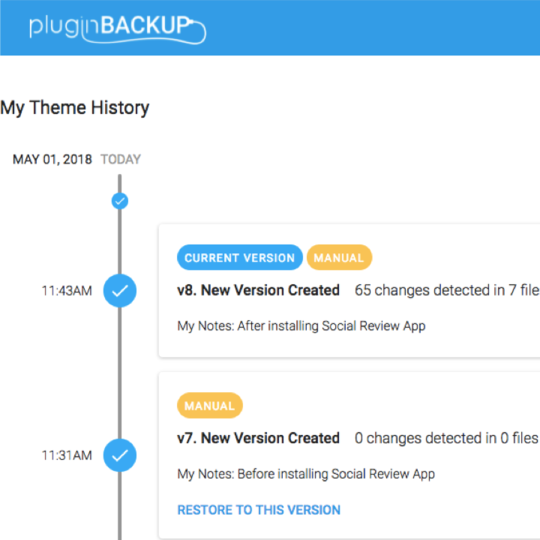 pluginBACKUP
My Theme History
MAY 01, 2018 TODAY
CURRENT VERSION MANUAL
11:43AM v8. New Version Created 65 changes detected in 7 file
My Notes: After installing Social Review App
MANUAL
v7. New Version Created 0 changes detected in 0 files
11:31AM
My Notes: Before installing Social Review App
RESTORE TO THIS VERSION